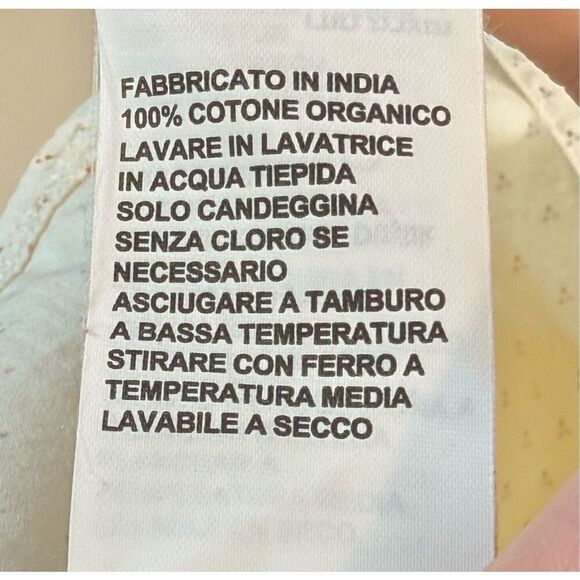 FABBRICATO IN INDIA
100% COTONE ORGANICO
LAVARE IN LAVATRICE
IN ACQUA TIEPIDA
SOLO CANDEGGINA
SENZA CLORO SE
NECESSARIO
ASCIUGARE A TAMBURO
A BASSA TEMPERATURA
STIRARE CON FERRO A
TEMPERATURA MEDIA
LAVABILE A SECCO